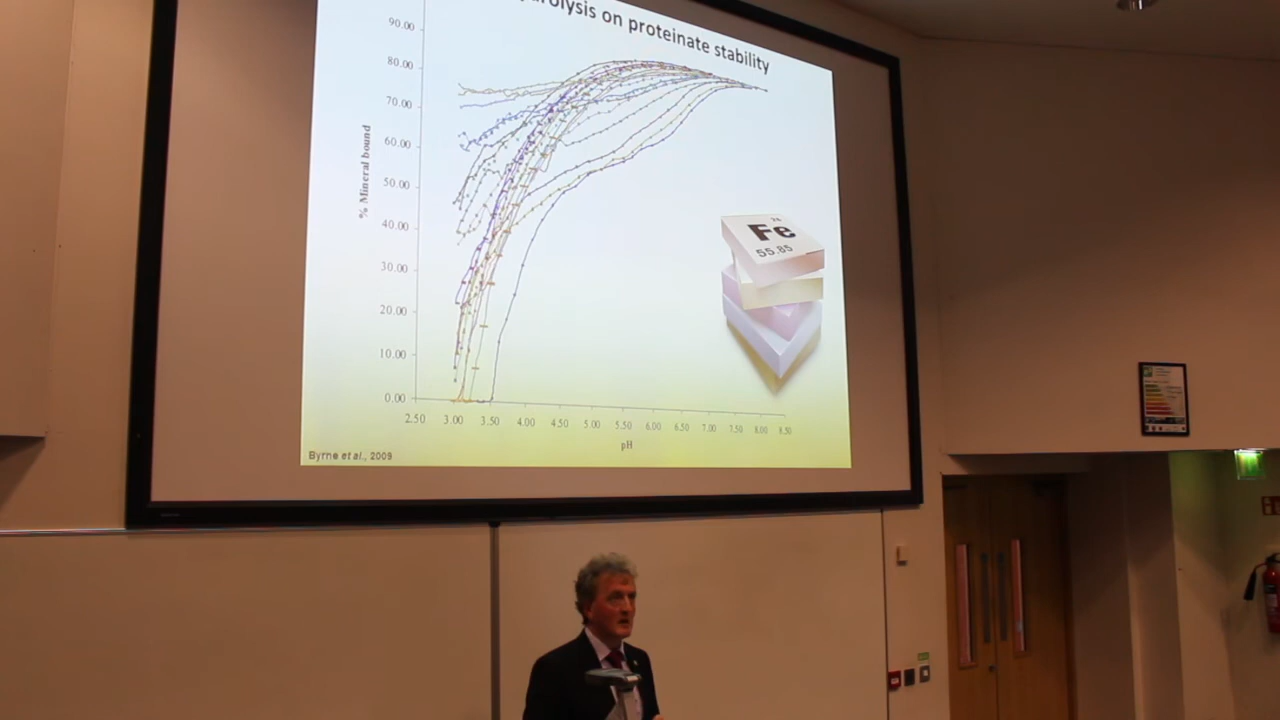 rolysis on proteinate stability
90.00
80.00
70.00
60.00
50.00
40.00
30.00
20.00
10.00
0.00
% Mineral bound
2.50 3.00 3.50 4.00 4.50 5.00 5.50 6.00 6.50 7.00 7.50 8.00 8.50
pH
Fe
55.85
Byrne et al., 2009